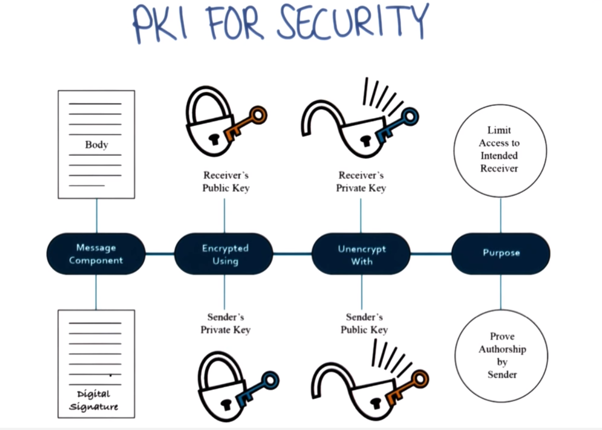 PKI FOR SECURITY
Body
Receiver's
Public Key
Receiver's
Private Key
Limit
Access to
Intended
Receiver
Message
Component
Encrypted
Using
Unencrypt
With
Purpose
Digital
Signature
Sender's
Private Key
Sender's
Public Key
Prove
Authorship
by
Sender